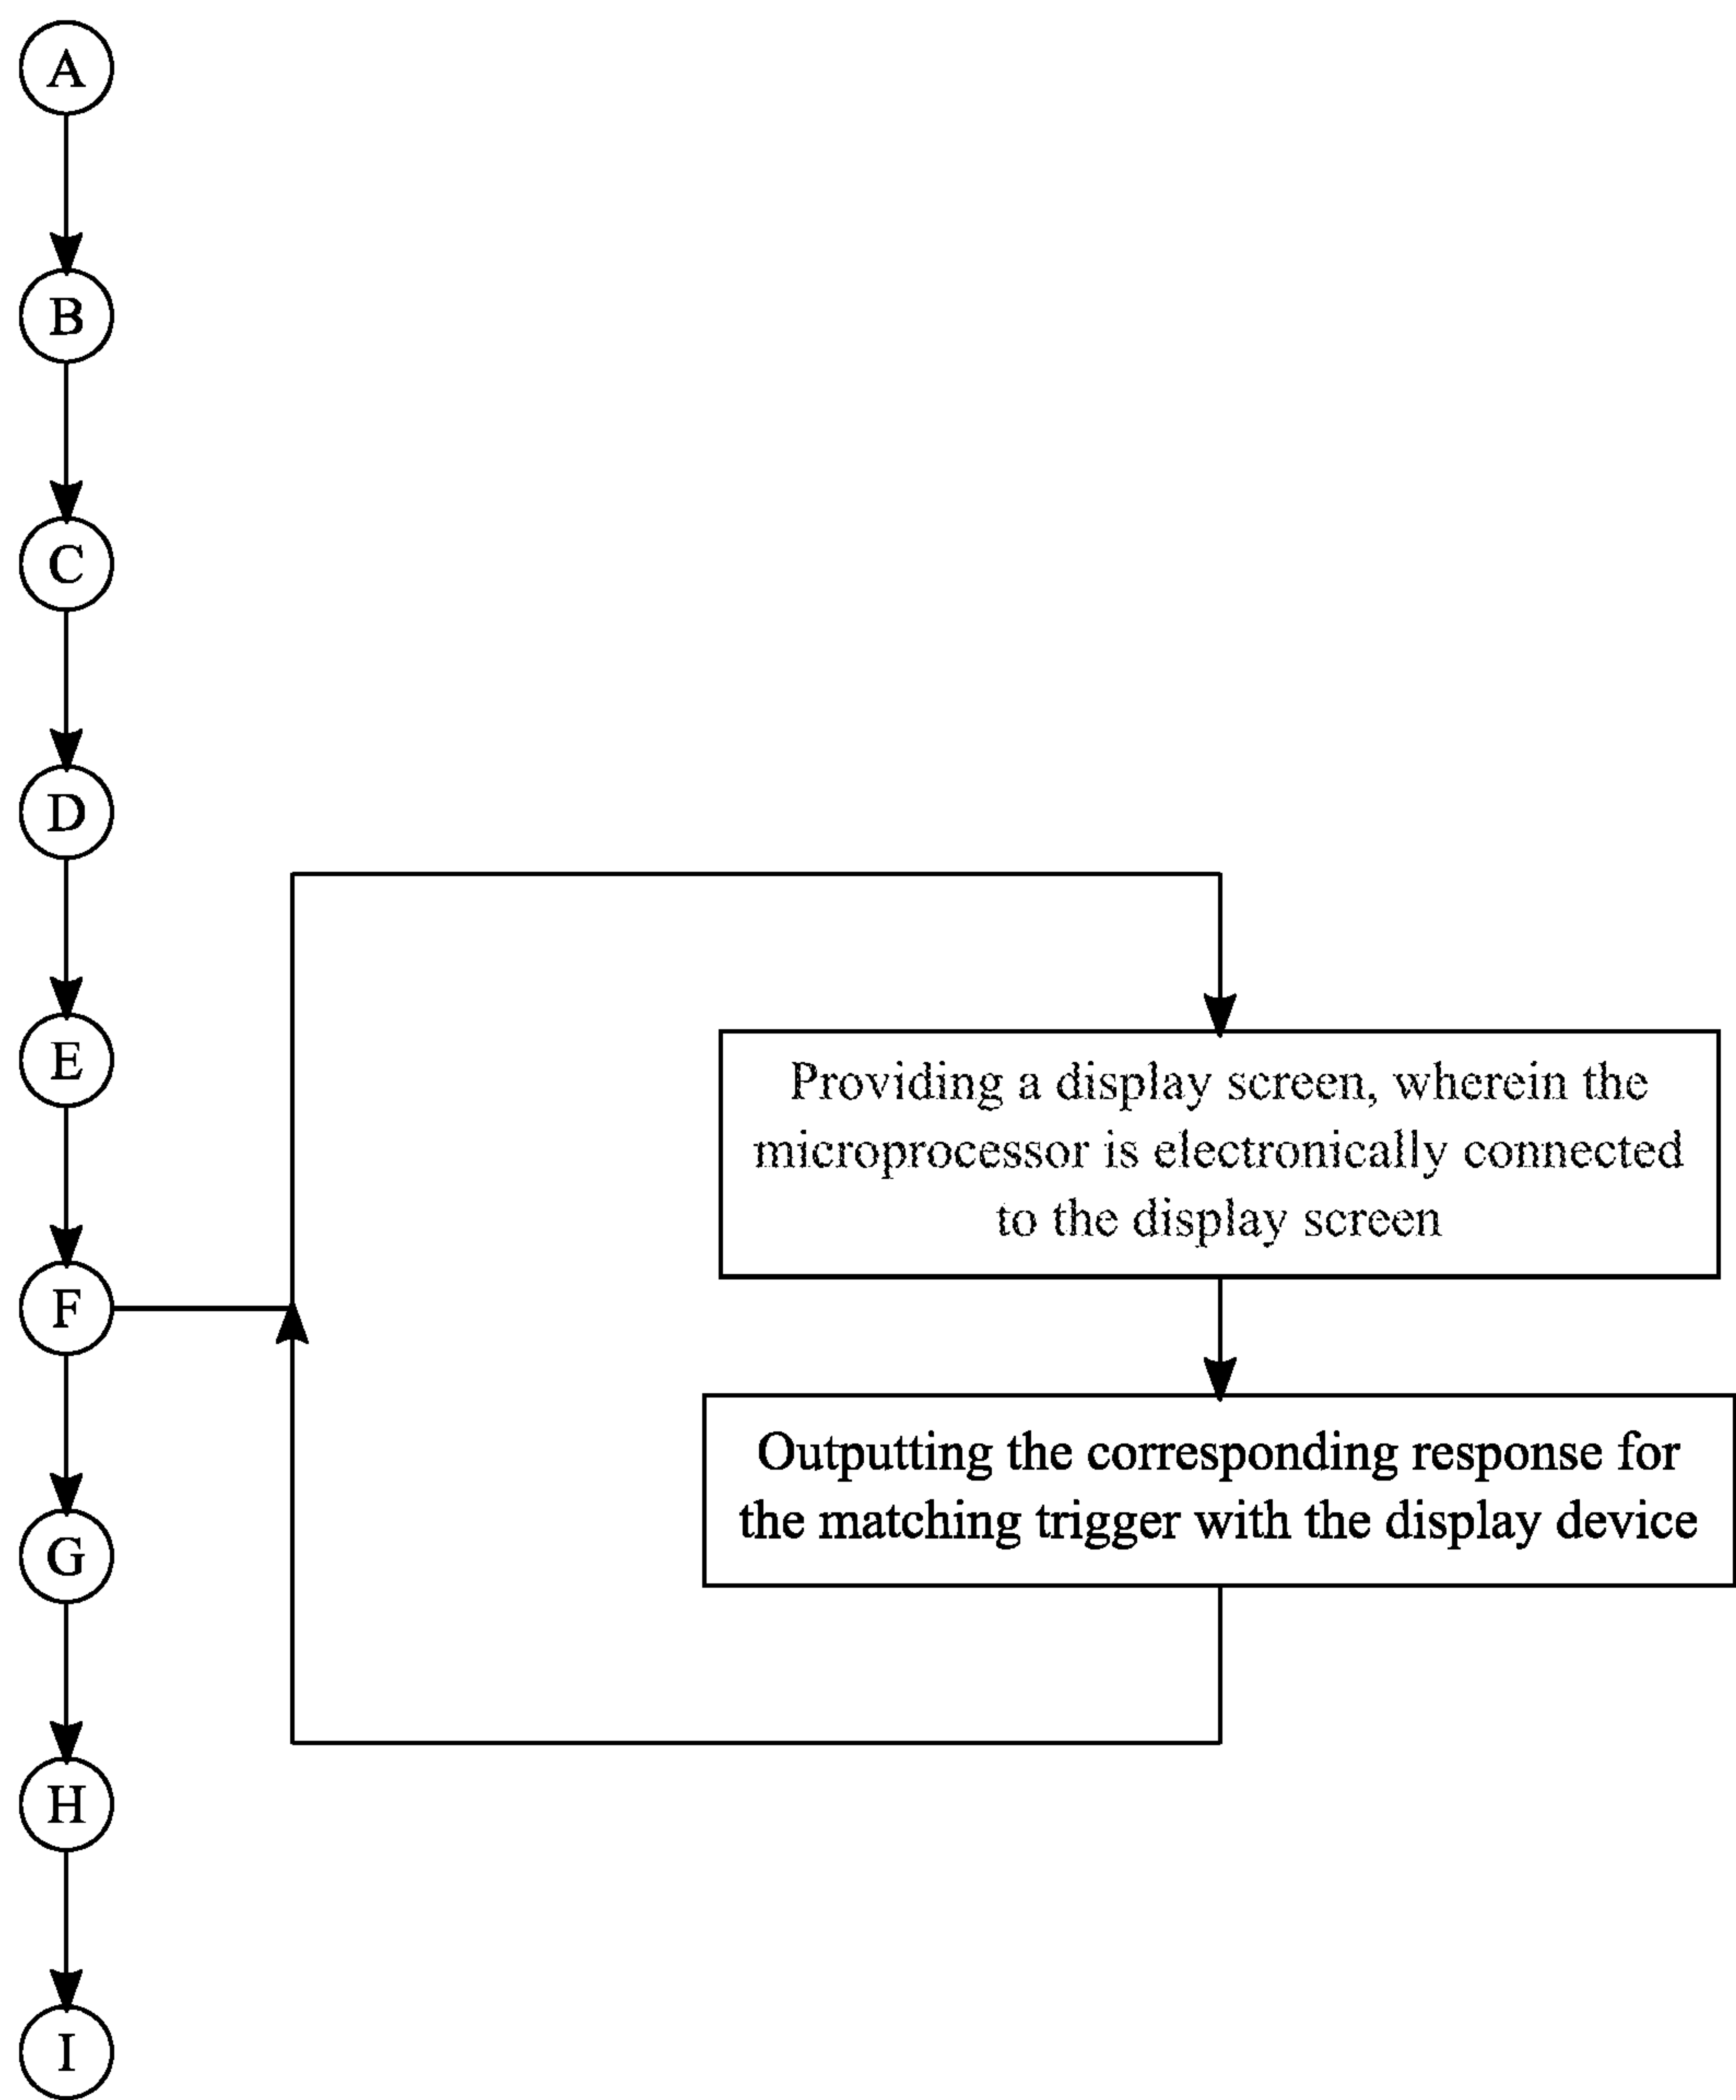 A
B
C
D
E
Providing a display screen, wherein the
microprocessor is electronically connected
to the display screen
F
Outputting the corresponding response for
the matching trigger with the display device
G
H
I